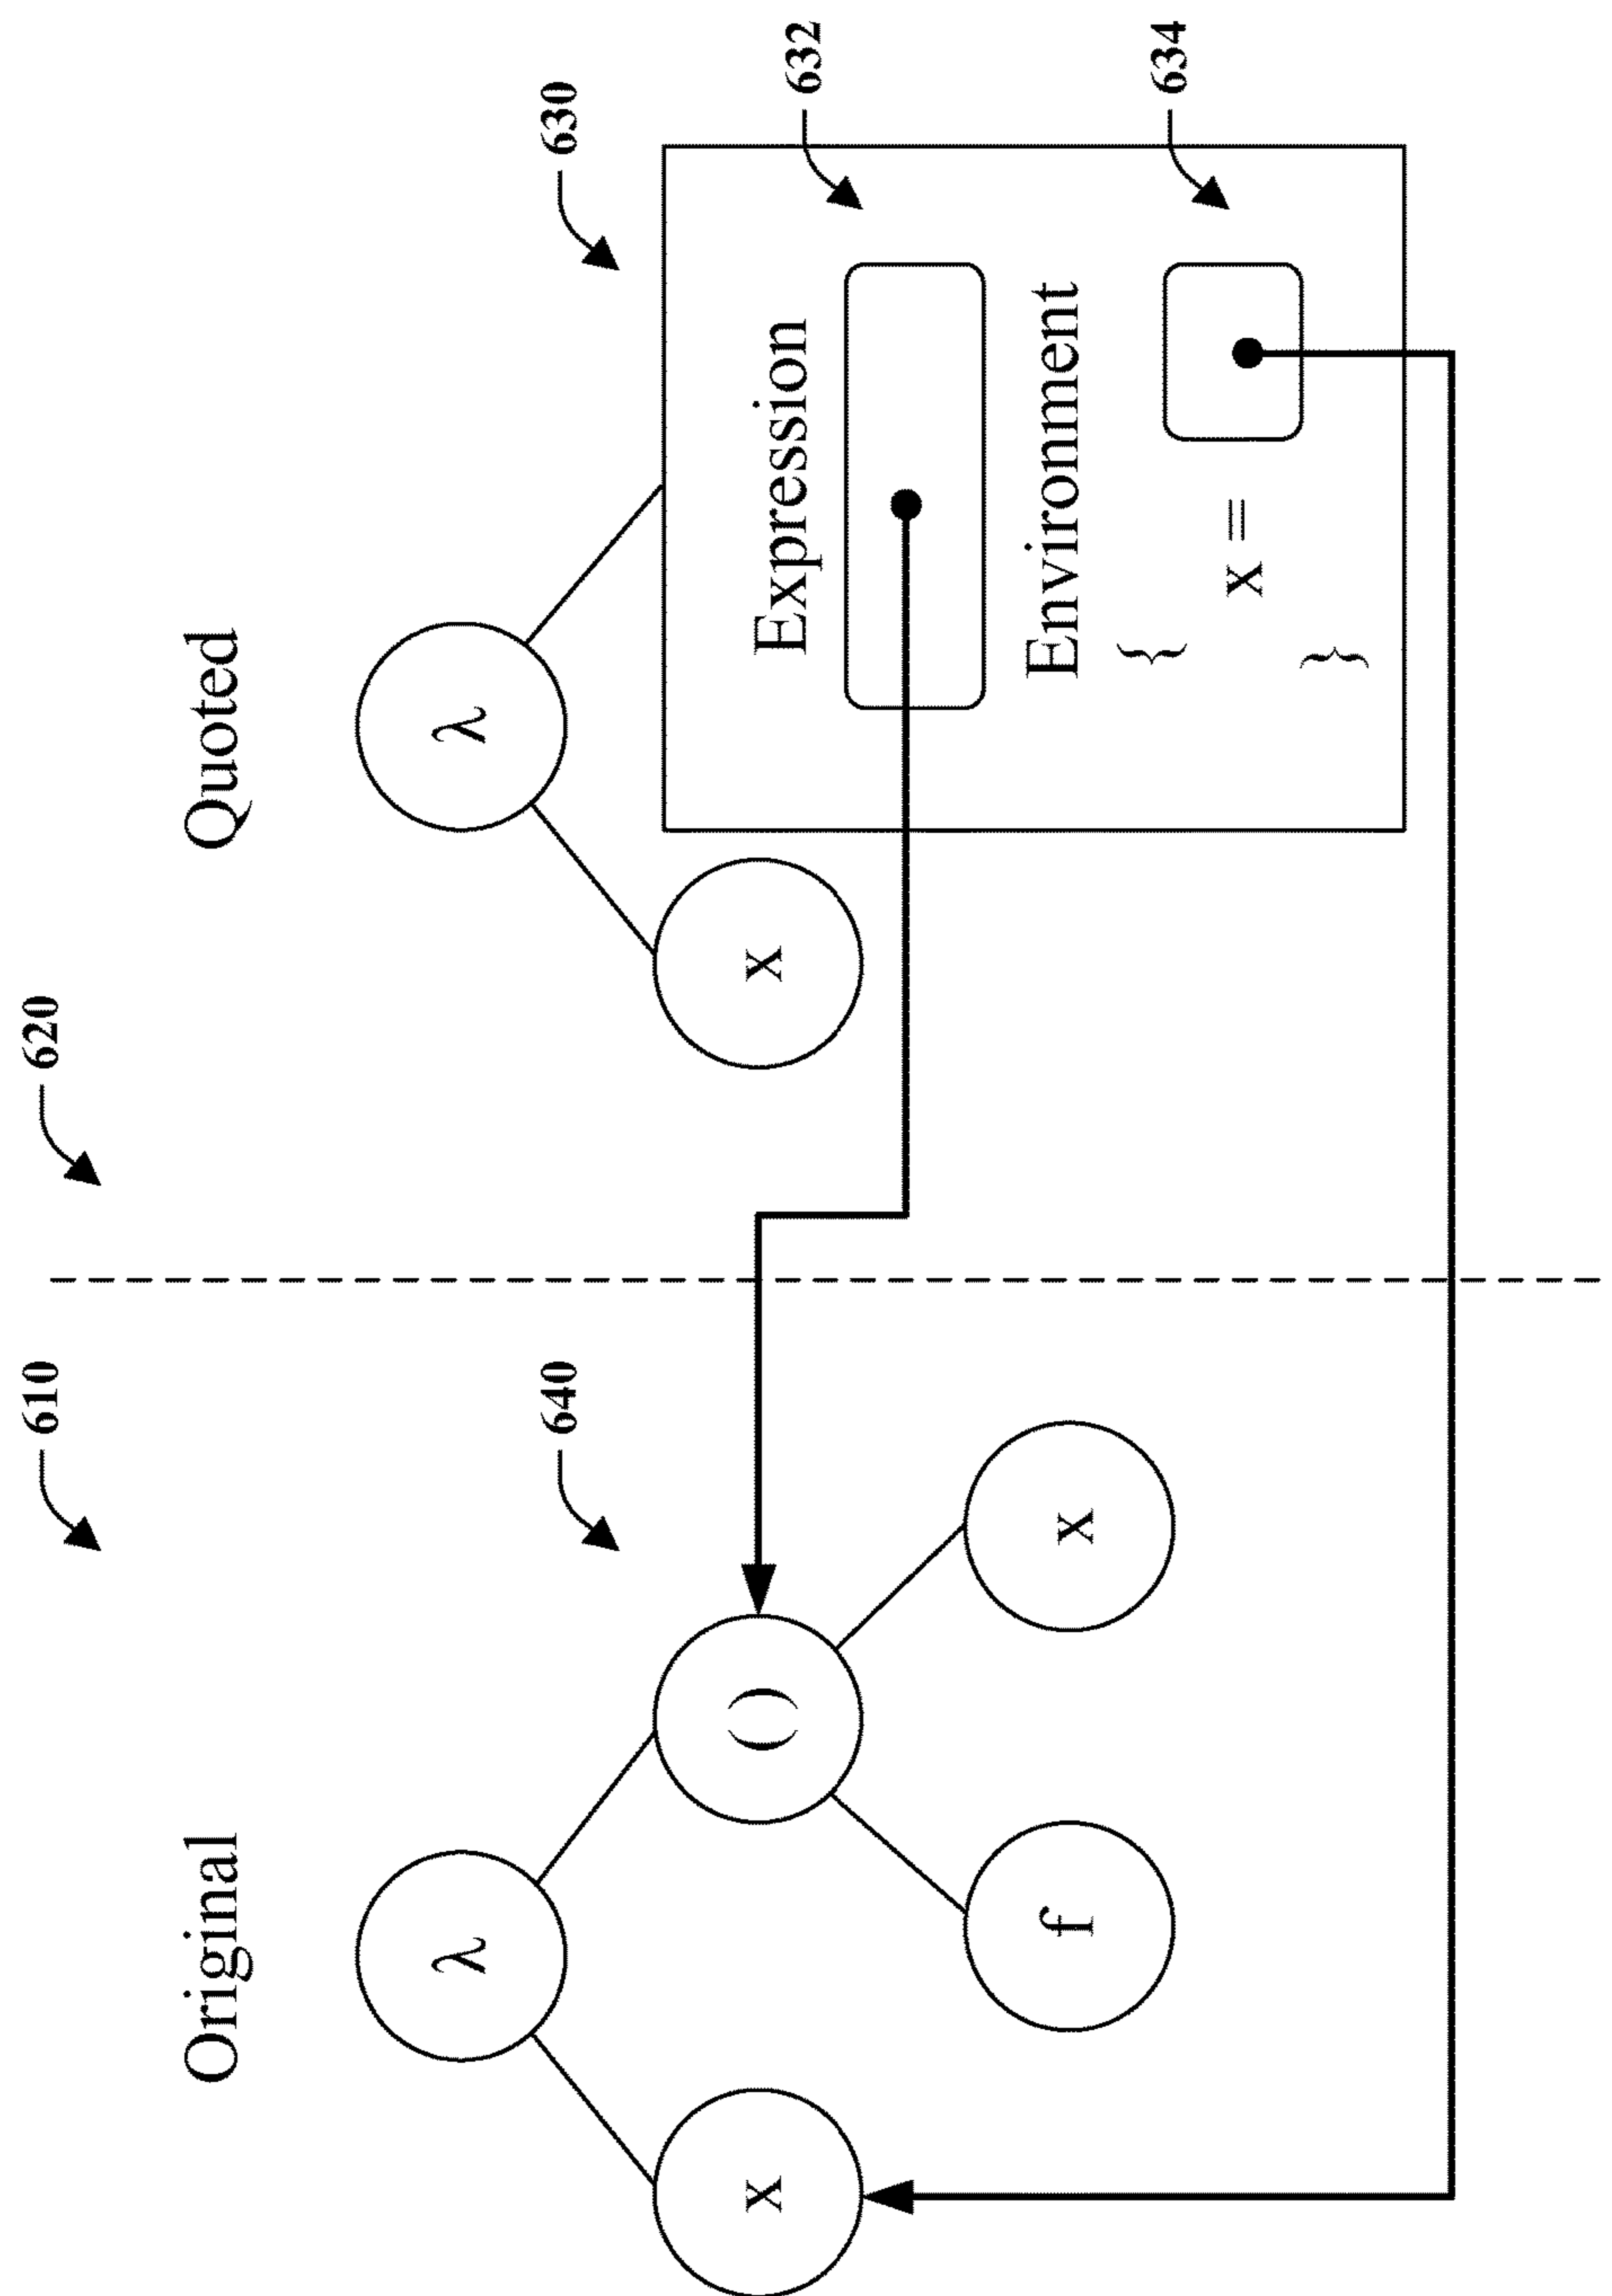 610
620
Original
Quoted
λ
λ
640
630
x
()
x
Expression
632
f
x
Environment
{
x =
634
}